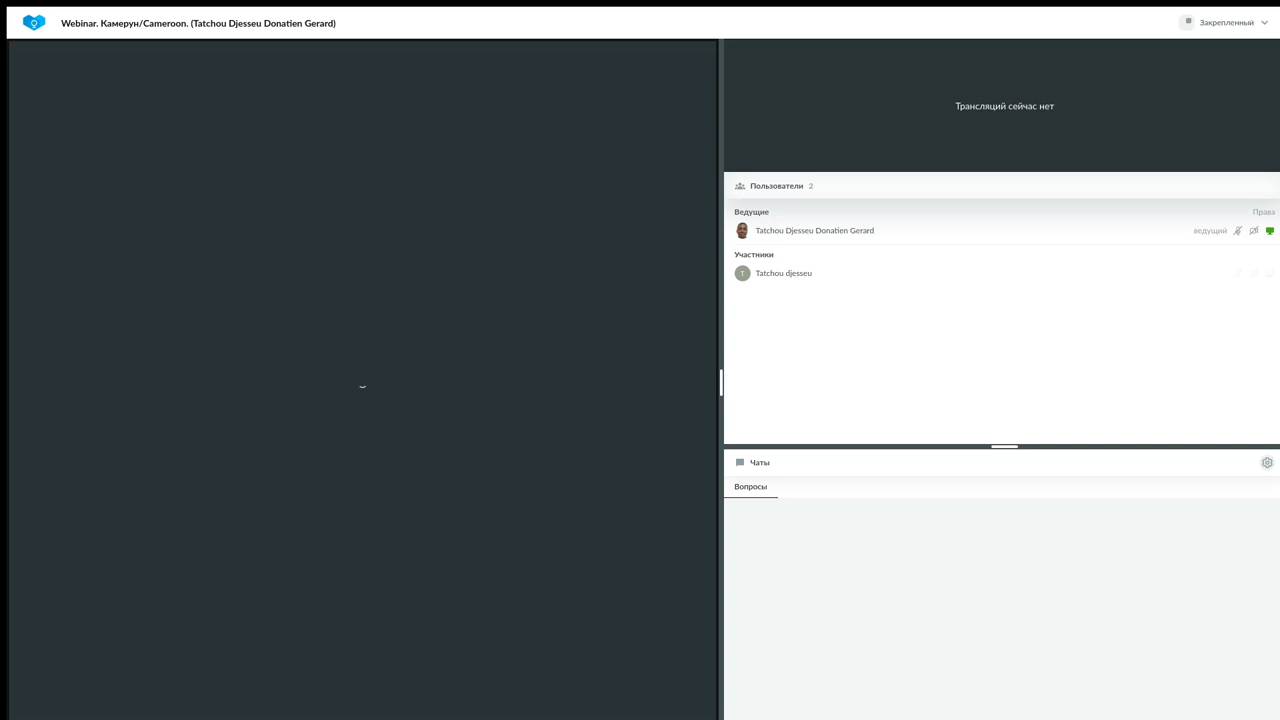 Webinar. Камерун/Cameroon. (Tatchou Djesseu Donatien Gerard)
Закрепленный
Трансляций сейчас нет
Пользователи 2
Ведущие Права
Tatchou Djesseu Donatien Gerard ведущий
Участники
T Tatchou djesseu
Чаты
Вопросы